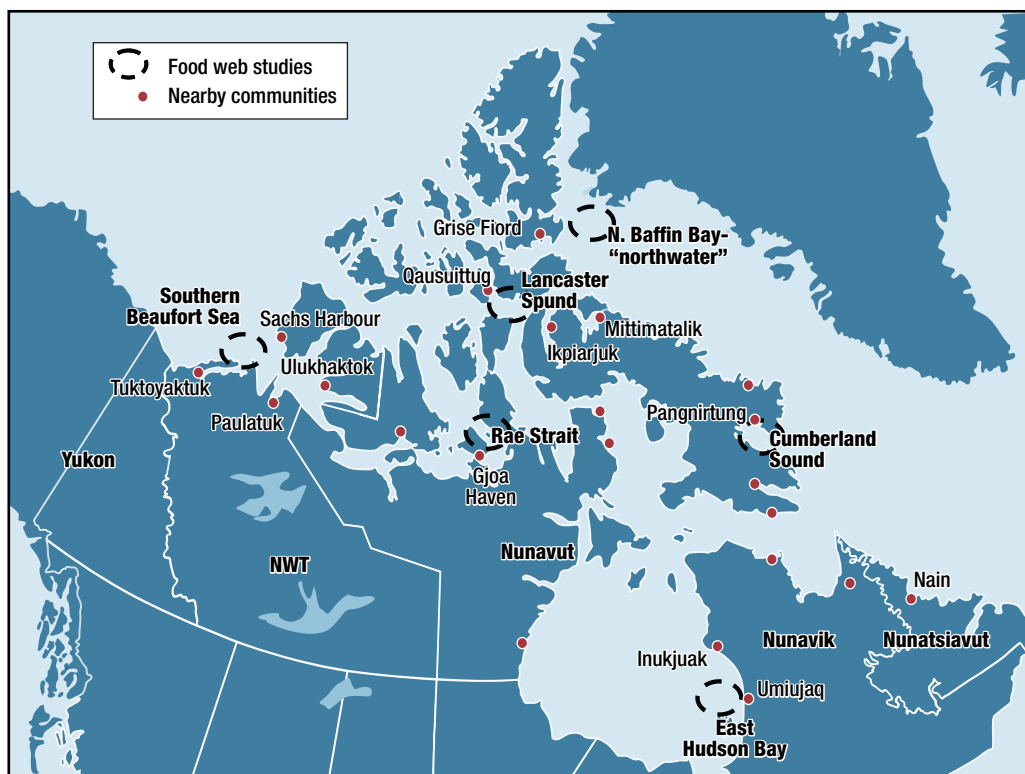 Food web studies
Nearby communities
Grise Fiord
N. Baffin Bay-
“northwater”
Qausuittug
Lancaster
Spund
Southern
Beaufort Sea
Sachs Harbour
Mittimatalik
Ikpiarjuk
Ulukhaktok
Tuktoyaktuk
Paulatuk
Pangnirtung
Rae Strait
Cumberland
Sound
Yukon
Gjoa
Haven
Nunavut
NWT
Nain
Nunavik
Nunatsiavut
Inukjuak
Umiujaq
East
Hudson Bay